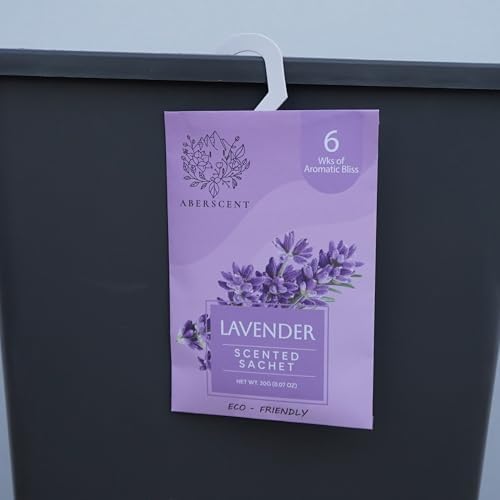 6
Wks of
Aromatic Bliss
ABERSCENT
LAVENDER
SCENTED
SACHET
NET WT. 20G (0.07 OZ)
ECO - FRIENDLY